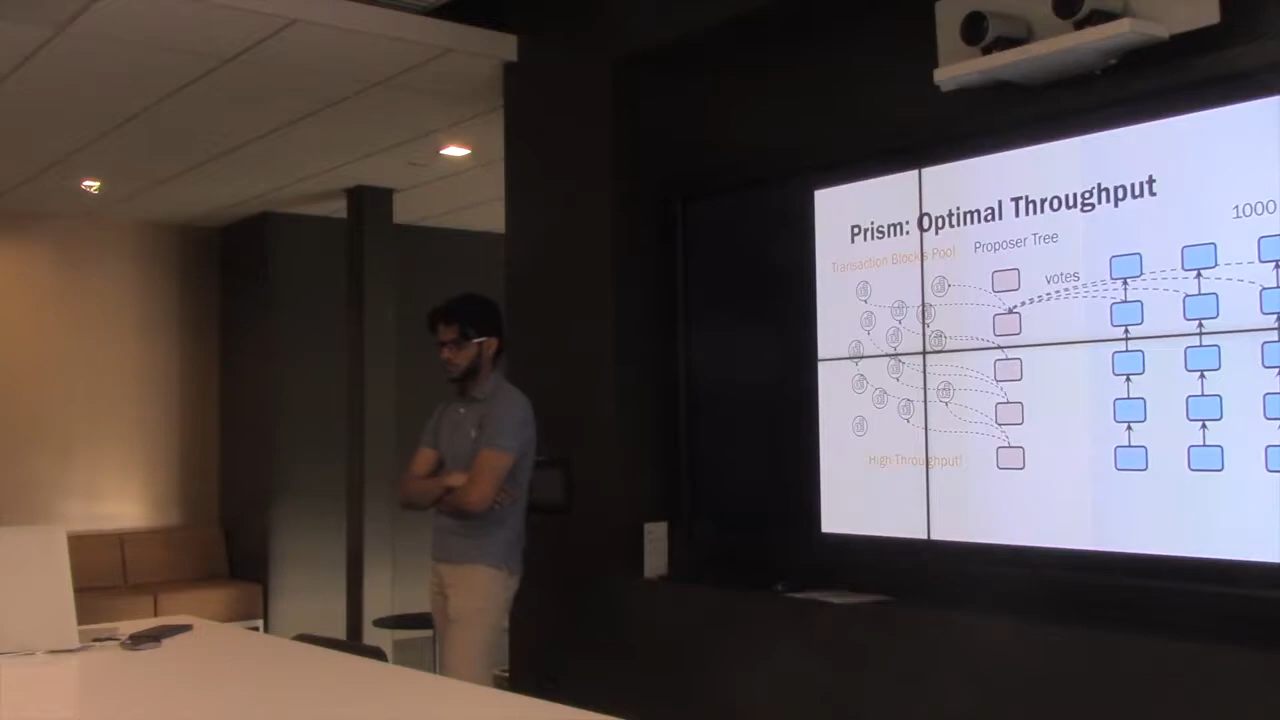 Prism: Optimal Throughput
1000
Transaction Blocks Pool
Proposer Tree
votes
High Throughput!